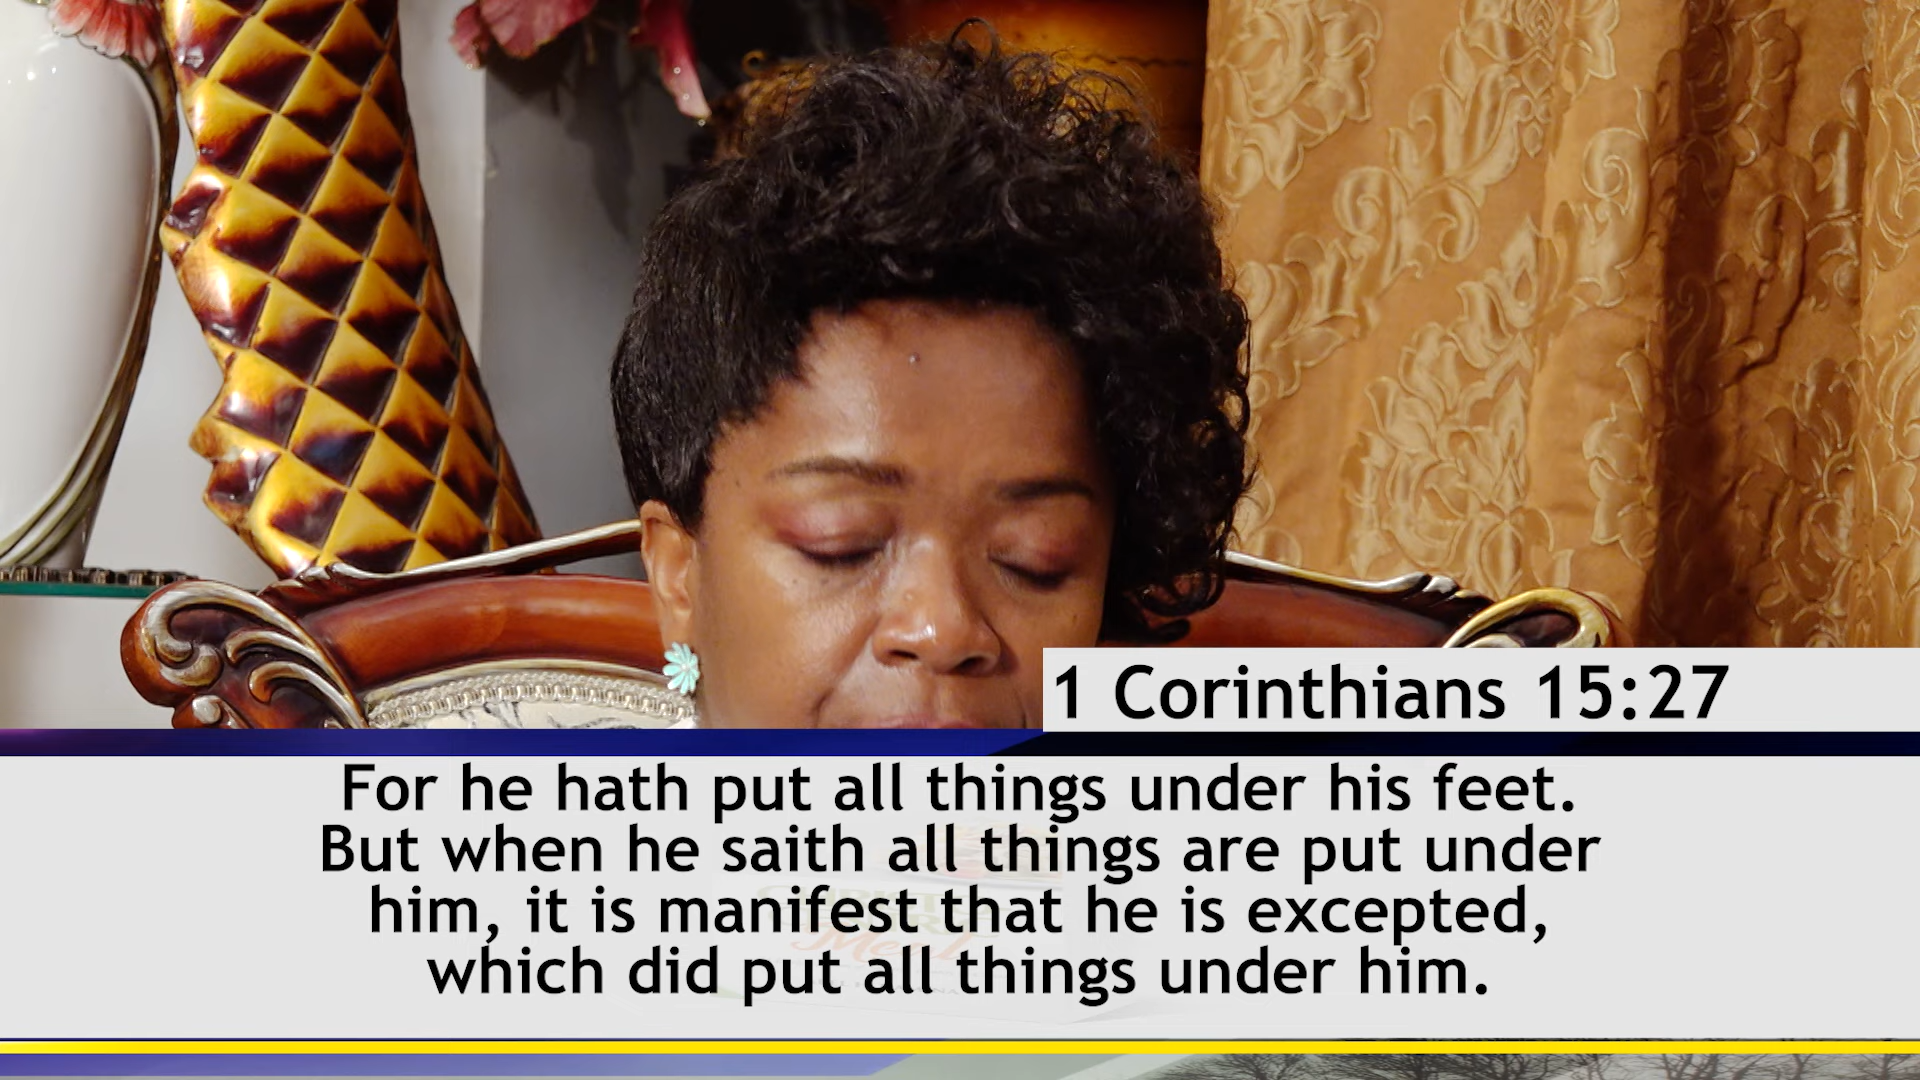 1 Corinthians 15:27
For he hath put all things under his feet.
But when he saith all things are put under
him, it is manifest that he is excepted,
which did put all things under him.